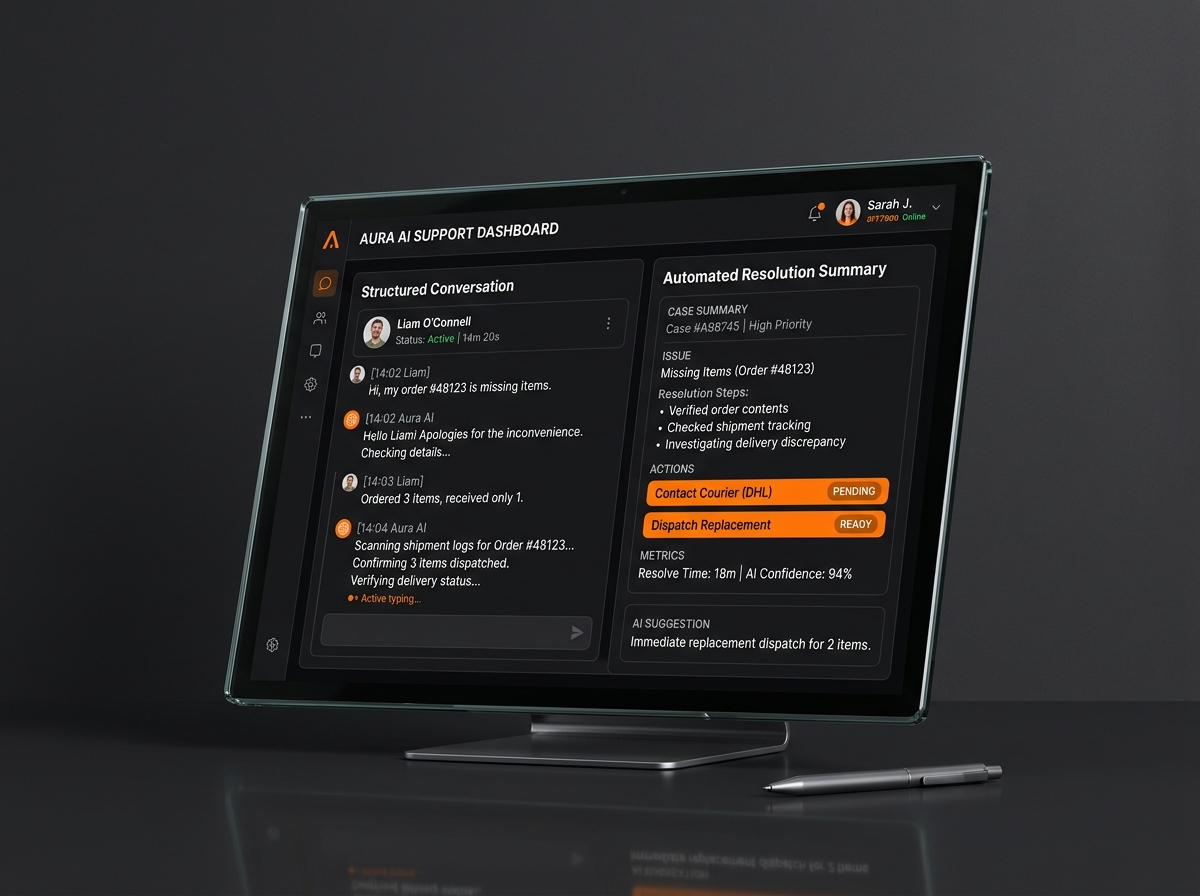 AURA AI SUPPORT DASHBOARD
Sarah J.
Online
Structured Conversation
Liam O'Connell
Status: Active | 14m 20s
[14:02 Liam]
Hi, my order #48123 is missing items.
[14:02 Aura AI
Hello Liami Apologies for the inconvenience.
Checking details...
[14:03 Liam]
Ordered 3 items, received only 1.
[14:04 Aura AI
Scanning shipment logs for Order #48123...
Confirming 3 items dispatched.
Verifying delivery status...
Active typing...
Automated Resolution Summary
CASE SUMMARY
Case #A98745 | High Priority
ISSUE
Missing Items (Order #48123)
Resolution Steps:
• Verified order contents
• Checked shipment tracking
• Investigating delivery discrepancy
ACTIONS
Contact Courier (DHL) PENDING
Dispatch Replacement READY
METRICS
Resolve Time: 18m | AI Confidence: 94%
AI SUGGESTION
Immediate replacement dispatch for 2 items.